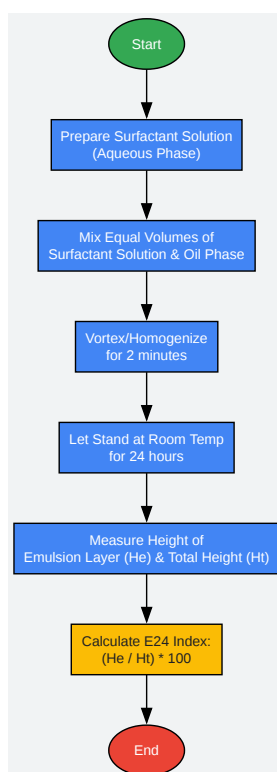 Start
Prepare Surfactant Solution
(Aqueous Phase)
Mix Equal Volumes of
Surfactant Solution & Oil Phase
Vortex/Homogenize
for 2 minutes
Let Stand at Room Temp
for 24 hours
Measure Height of
Emulsion Layer (He) & Total Height (Ht)
Calculate E24 Index:
(He / Ht) * 100
End